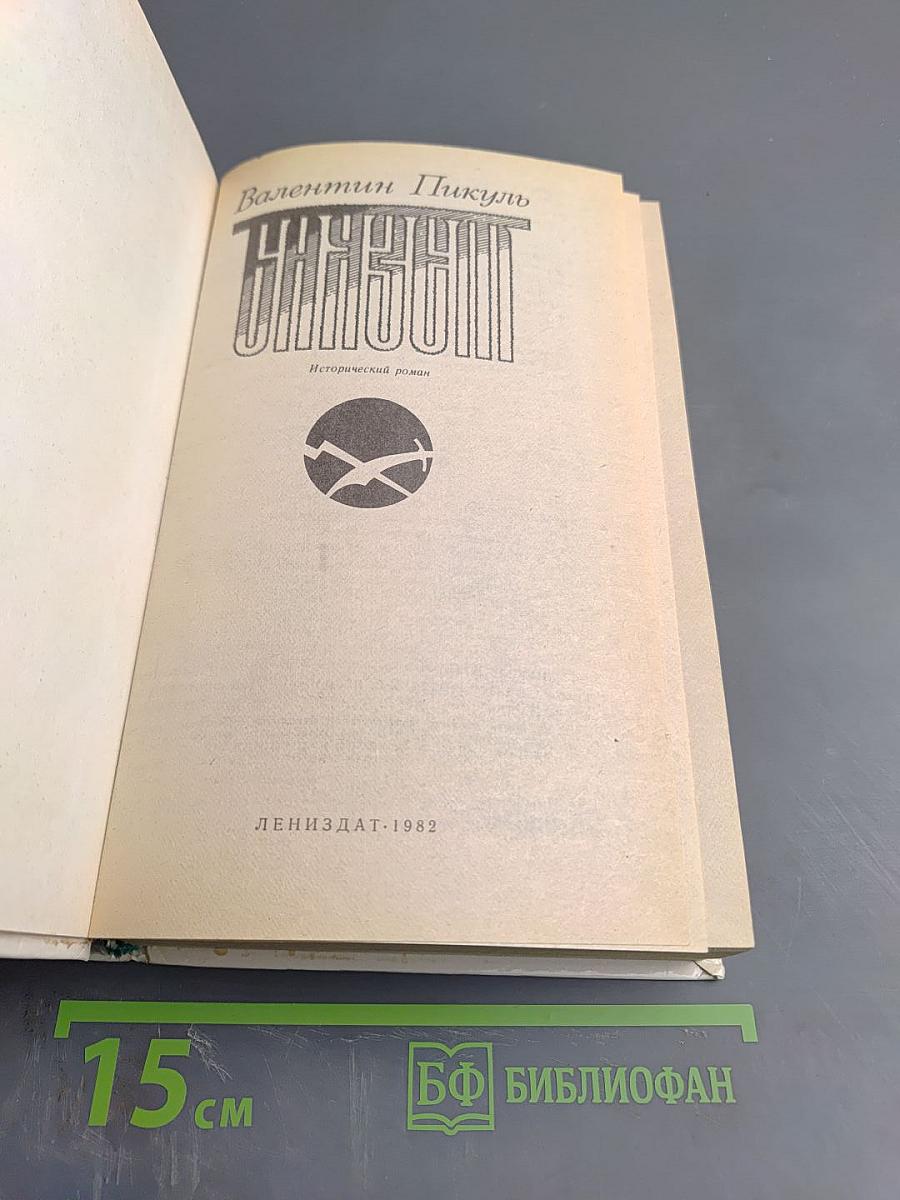 Валентин Пикуль
БАЯЗЕТ
Исторический роман
ЛЕНИЗДАТ·1982
15 СМ
БФ БИБЛИОФАН